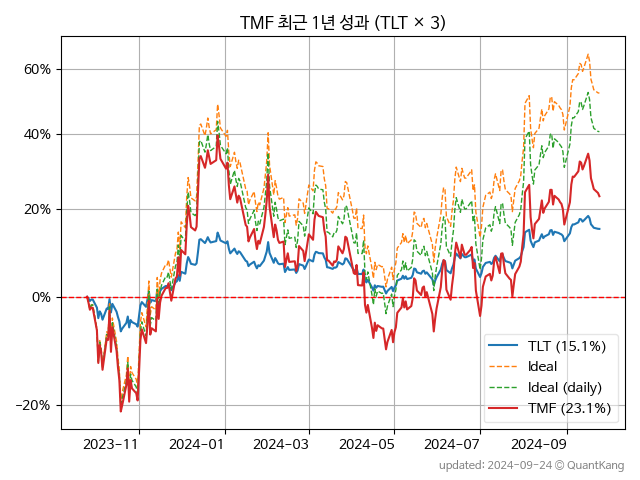 TMF 최근 1년 성과 (TLT × 3)
60%
40%
20%
0%
−20%
2023-11
2024-01
2024-03
2024-05
2024-07
2024-09
TLT (15.1%)
Ideal
Ideal (daily)
TMF (23.1%)
updated: 2024-09-24 © QuantKang